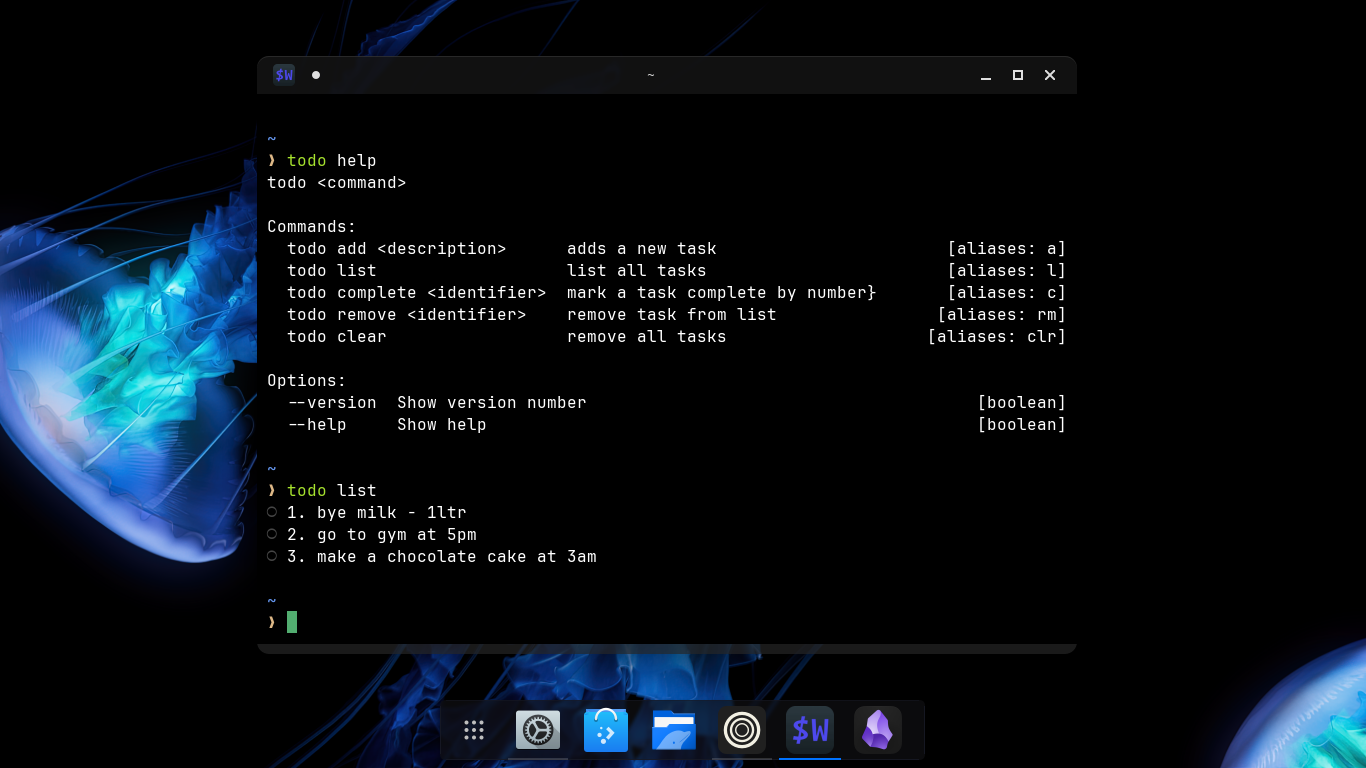 $W
~
~
❱ todo help
todo <command>
Commands:
todo add <description> adds a new task [aliases: a]
todo list list all tasks [aliases: l]
todo complete <identifier> mark a task complete by number} [aliases: c]
todo remove <identifier> remove task from list [aliases: rm]
todo clear remove all tasks [aliases: clr]
Options:
--version Show version number [boolean]
--help Show help [boolean]
~
❱ todo list
1. bye milk - 1ltr
2. go to gym at 5pm
3. make a chocolate cake at 3am
~
❱
$W